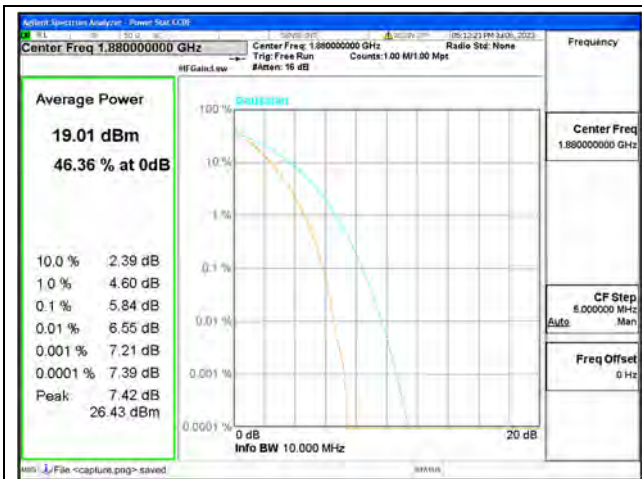 Agilent Spectrum Analyzer - Power Stat CCDF
Center Freq 1.880000000 GHz
Center Freq: 1.880000000 GHz
Radio Std: None
Trig: Free Run
Counts:1.00 M/1.00 Mpt
#IFGain:Low
#Atten: 16 dB
Frequency
Average Power
19.01 dBm
46.36 % at 0dB
10.0 % 2.39 dB
1.0 % 4.60 dB
0.1 % 5.84 dB
0.01 % 6.55 dB
0.001 % 7.21 dB
0.0001 % 7.39 dB
Peak 7.42 dB
26.43 dBm
Gaussian
100 %
10 %
1 %
0.1 %
0.01 %
0.001 %
0.0001 %
0 dB
20 dB
Info BW 10.000 MHz
Center Freq
1.880000000 GHz
CF Step
5.000000 MHz
Auto Man
Freq Offset
0 Hz
MSG
File <capture.png> saved
STATUS